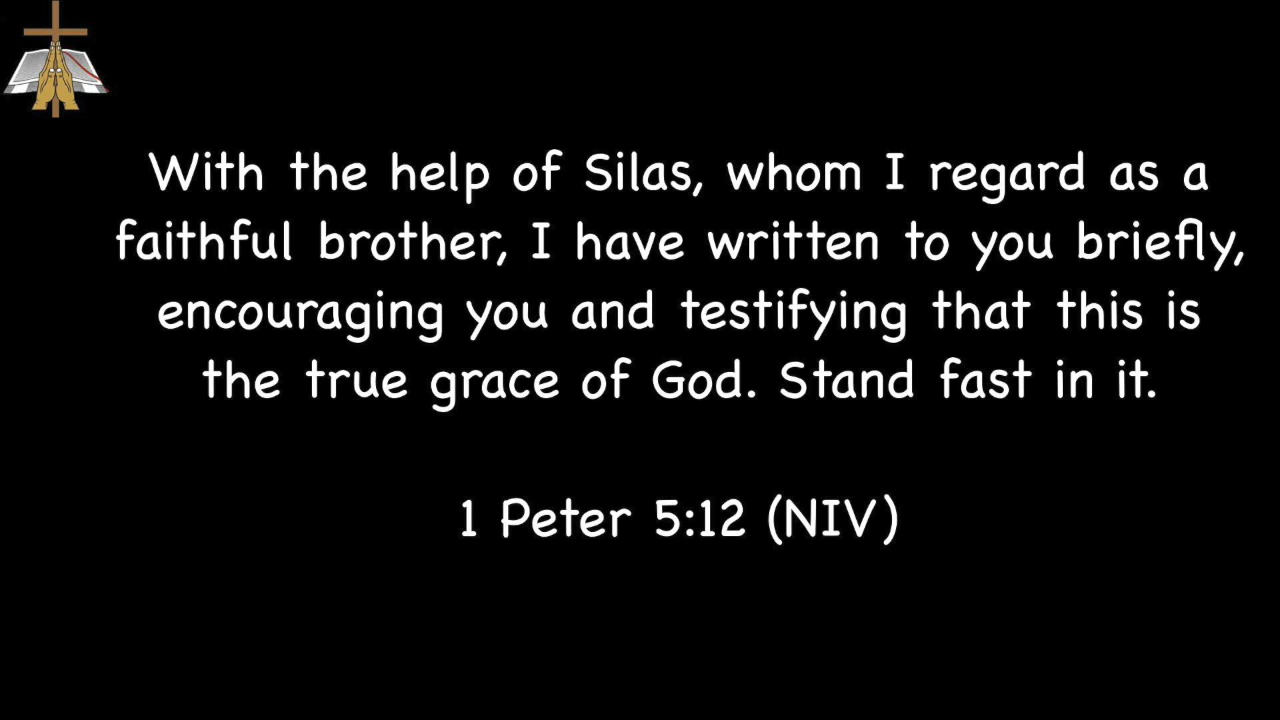 With the help of Silas, whom I regard as a
faithful brother, I have written to you briefly,
encouraging you and testifying that this is
the true grace of God. Stand fast in it.
1 Peter 5:12 (NIV)